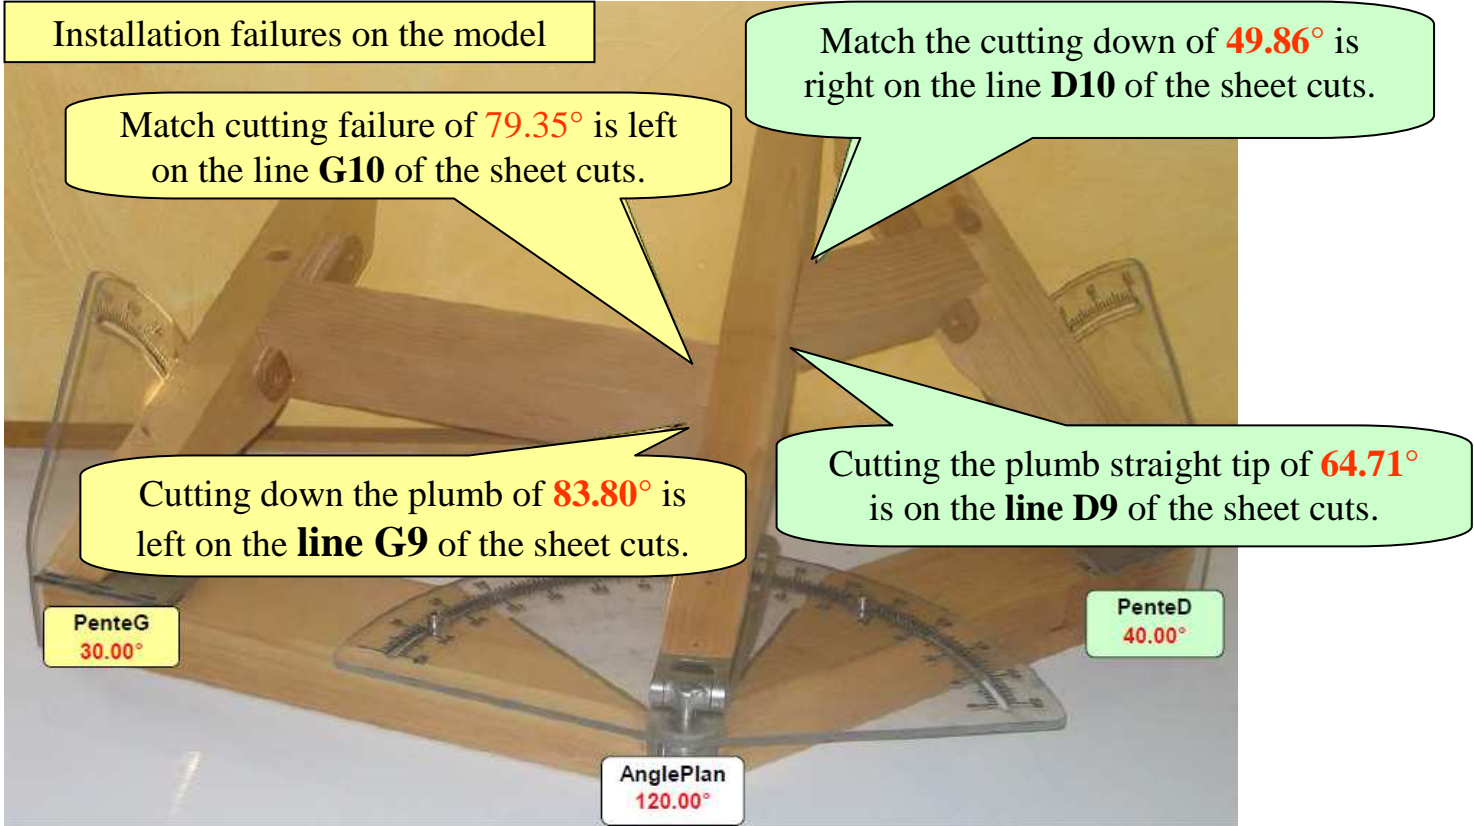 Installation failures on the model
Match the cutting down of 49.86° is
right on the line D10 of the sheet cuts.
Match cutting failure of 79.35° is left
on the line G10 of the sheet cuts.
Cutting down the plumb of 83.80° is
left on the line G9 of the sheet cuts.
Cutting the plumb straight tip of 64.71°
is on the line D9 of the sheet cuts.
PenteG
30.00°
PenteD
40.00°
AnglePlan
120.00°